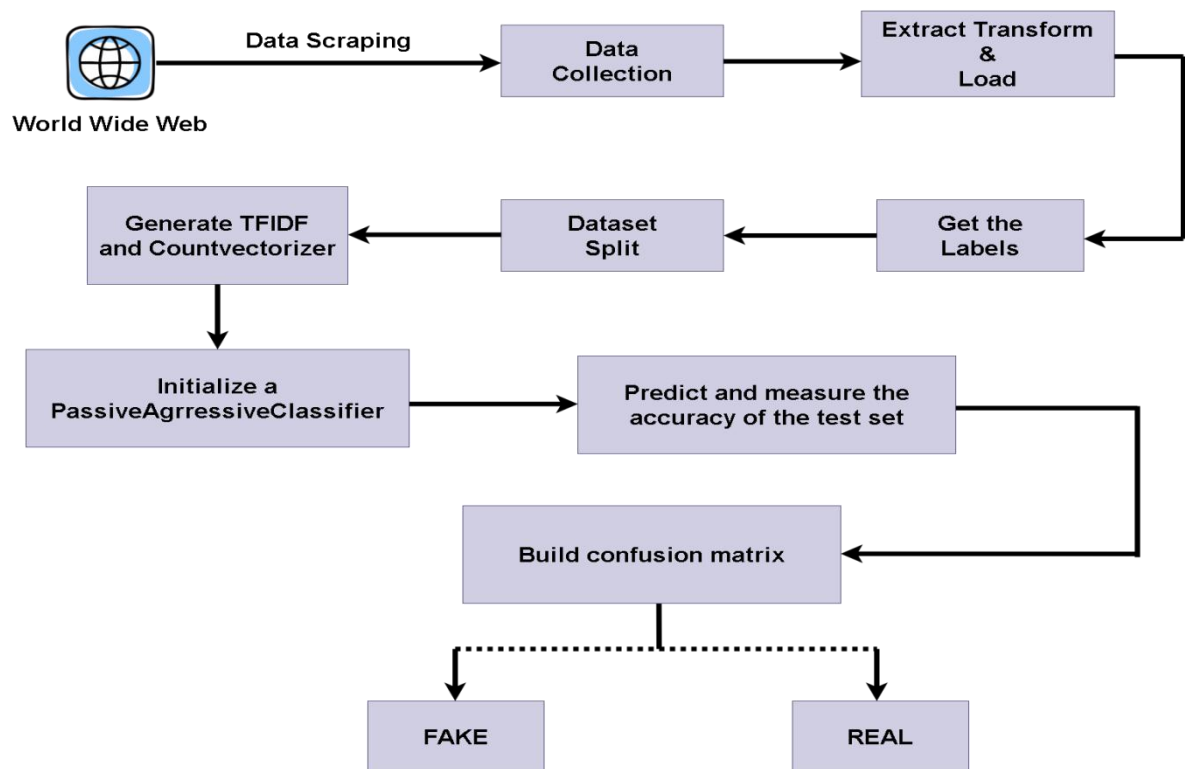 Data Scraping
World Wide Web
Data
Collection
Extract Transform
&
Load
Get the
Labels
Dataset
Split
Generate TFIDF
and Countvectorizer
Initialize a
PassiveAgrressiveClassifier
Predict and measure the
accuracy of the test set
Build confusion matrix
FAKE
REAL